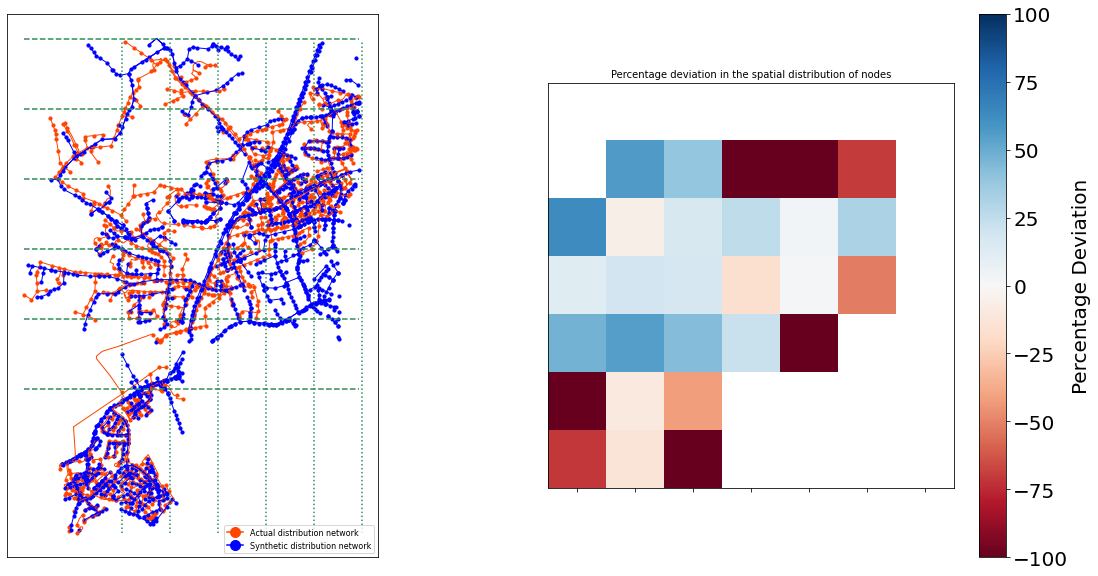 Actual distribution network
Synthetic distribution network
Percentage deviation in the spatial distribution of nodes
100
75
50
25
0
−25
−50
−75
−100
Percentage Deviation